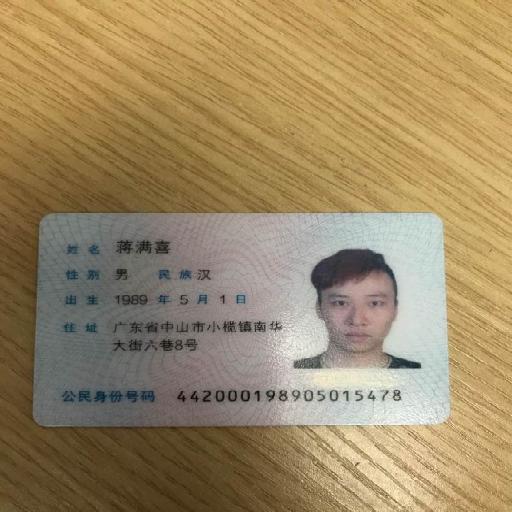 姓名 蒋满喜
性别 男 民族 汉
出生 1989 年 5 月 1 日
住址 广东省中山市小榄镇南华
大街六巷8号
公民身份号码 442000198905015478